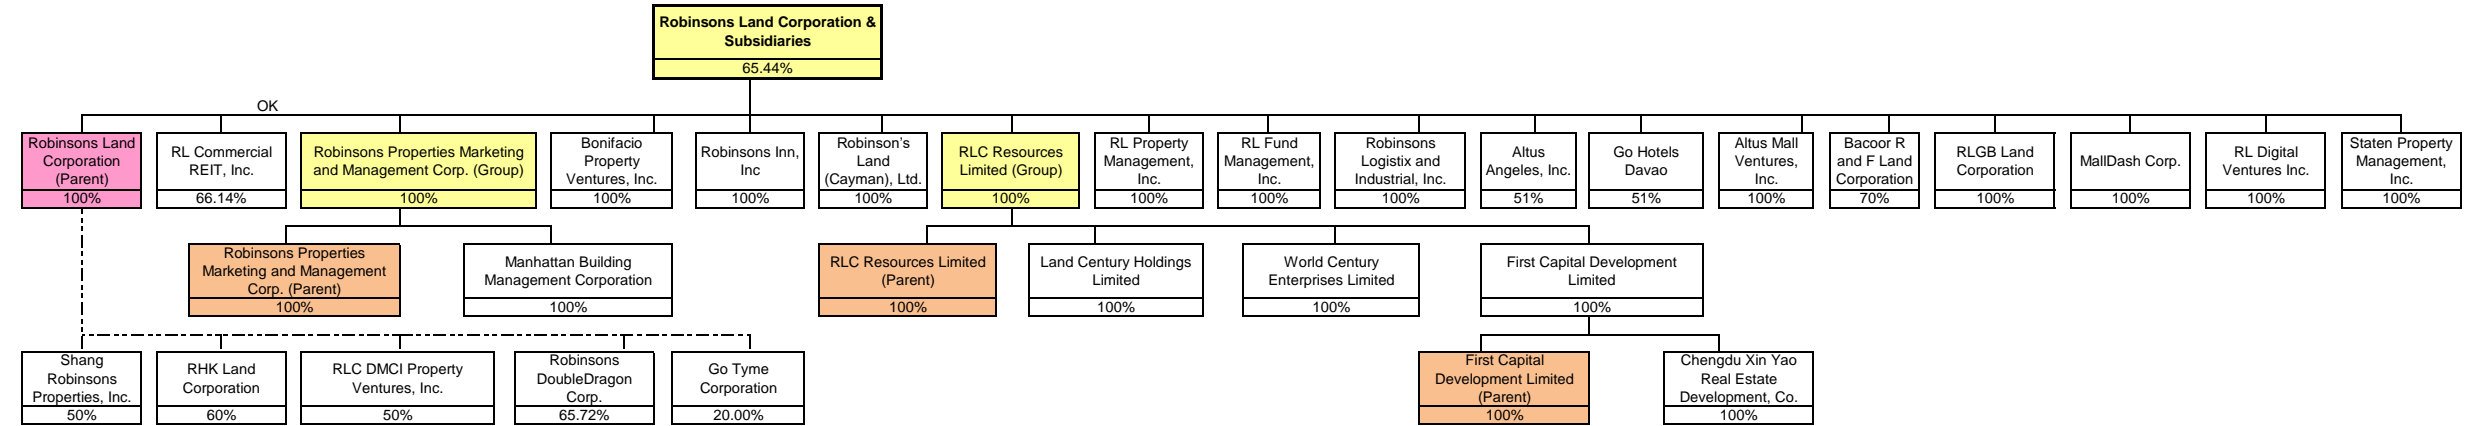 Robinsons Land Corporation &
Subsidiaries
65.44%
OK
Robinsons Land
Corporation
(Parent)
100%
RL Commercial
REIT, Inc.
66.14%
Robinsons Properties Marketing
and Management Corp. (Group)
100%
Bonifacio
Property
Ventures, Inc.
100%
Robinsons Inn,
Inc
100%
Robinson’s
Land
(Cayman), Ltd.
100%
RLC Resources
Limited (Group)
100%
RL Property
Management,
Inc.
100%
RL Fund
Management,
Inc.
100%
Robinsons
Logistix and
Industrial, Inc.
100%
Altus
Angeles, Inc.
51%
Go Hotels
Davao
51%
Altus Mall
Ventures,
Inc.
100%
Bacoor R
and F Land
Corporation
70%
RLGB Land
Corporation
100%
MallDash Corp.
100%
RL Digital
Ventures Inc.
100%
Staten Property
Management,
Inc.
100%
Robinsons Properties
Marketing and Management
Corp. (Parent)
100%
Manhattan Building
Management Corporation
100%
RLC Resources Limited
(Parent)
100%
Land Century Holdings
Limited
100%
World Century
Enterprises Limited
100%
First Capital Development
Limited
100%
Shang
Robinsons
Properties, Inc.
50%
RHK Land
Corporation
60%
RLC DMCI Property
Ventures, Inc.
50%
Robinsons
DoubleDragon
Corp.
65.72%
Go Tyme
Corporation
20.00%
First Capital
Development Limited
(Parent)
100%
Chengdu Xin Yao
Real Estate
Development, Co.
100%